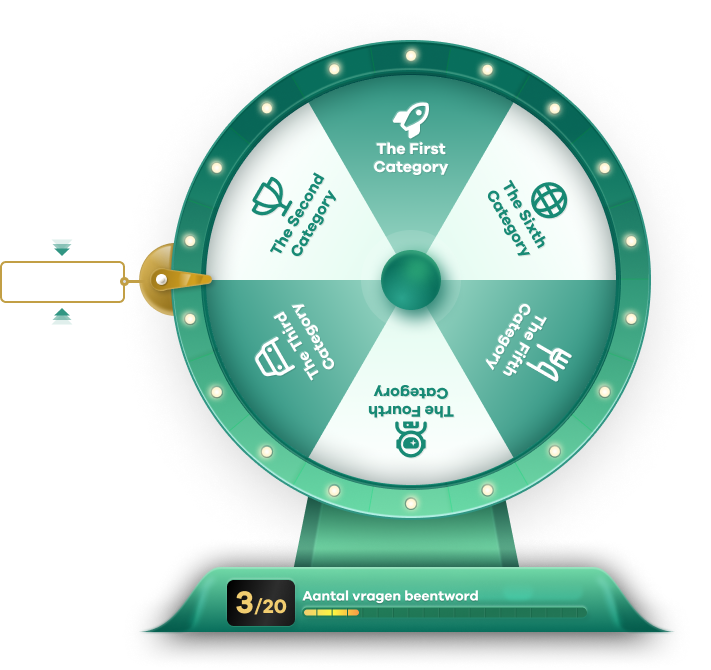 The First
Category
The Second
Category
The Sixth
Category
The Third
Category
The Fifth
Category
The Fourth
Category
3/20
Aantal vragen beentword